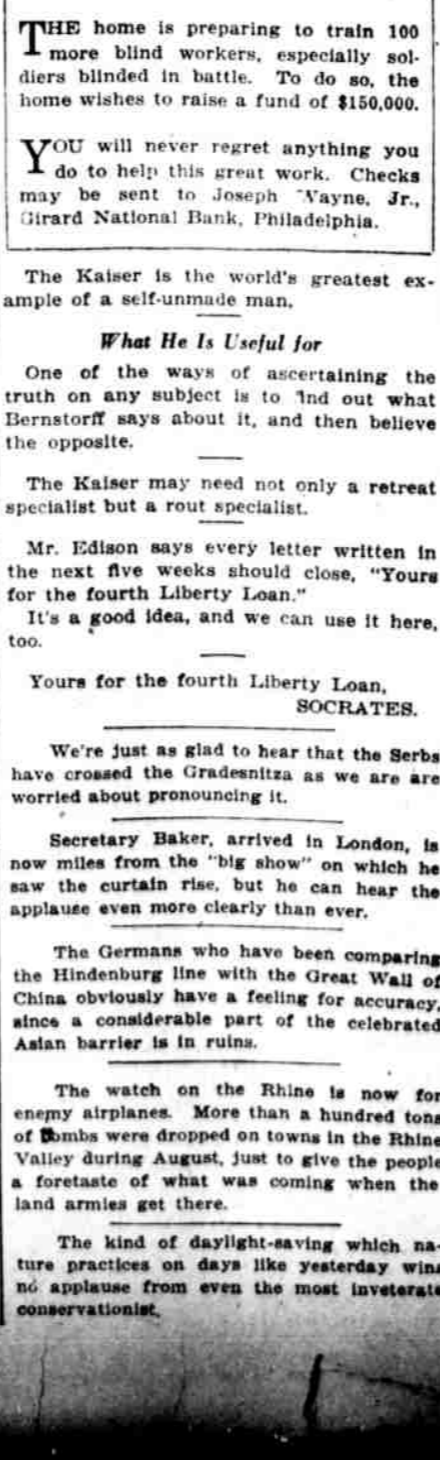 THE home is preparing to train 100
more blind workers, especially sol-
diers blinded in battle. To do so, the
home wishes to raise a fund of $150,000.
YOU will never regret anything you
do to help this great work. Checks
may be sent to Joseph Wayne, Jr.,
Girard National Bank, Philadelphia.
The Kaiser is the world's greatest ex-
ample of a self-unmade man.
What He Is Useful for
One of the ways of ascertaining the
truth on any subject is to find out what
Bernstorff says about it, and then believe
the opposite.
The Kaiser may need not only a retreat
specialist but a rout specialist.
Mr. Edison says every letter written in
the next five weeks should close, "Yours
for the fourth Liberty Loan."
It's a good idea, and we can use it here,
too.
Yours for the fourth Liberty Loan,
SOCRATES.
We're just as glad to hear that the Serbs
have crossed the Gradesnitza as we are are
worried about pronouncing it.
Secretary Baker, arrived in London, is
now miles from the "big show" on which he
saw the curtain rise, but he can hear the
applause even more clearly than ever.
The Germans who have been comparing
the Hindenburg line with the Great Wall of
China obviously have a feeling for accuracy,
since a considerable part of the celebrated
Asian barrier is in ruins.
The watch on the Rhine is now for
enemy airplanes. More than a hundred tons
of bombs were dropped on towns in the Rhine
Valley during August, just to give the people
a foretaste of what was coming when the
land armies get there.
The kind of daylight-saving which na-
ture practices on days like yesterday wins
no applause from even the most inveterate
conservationist.